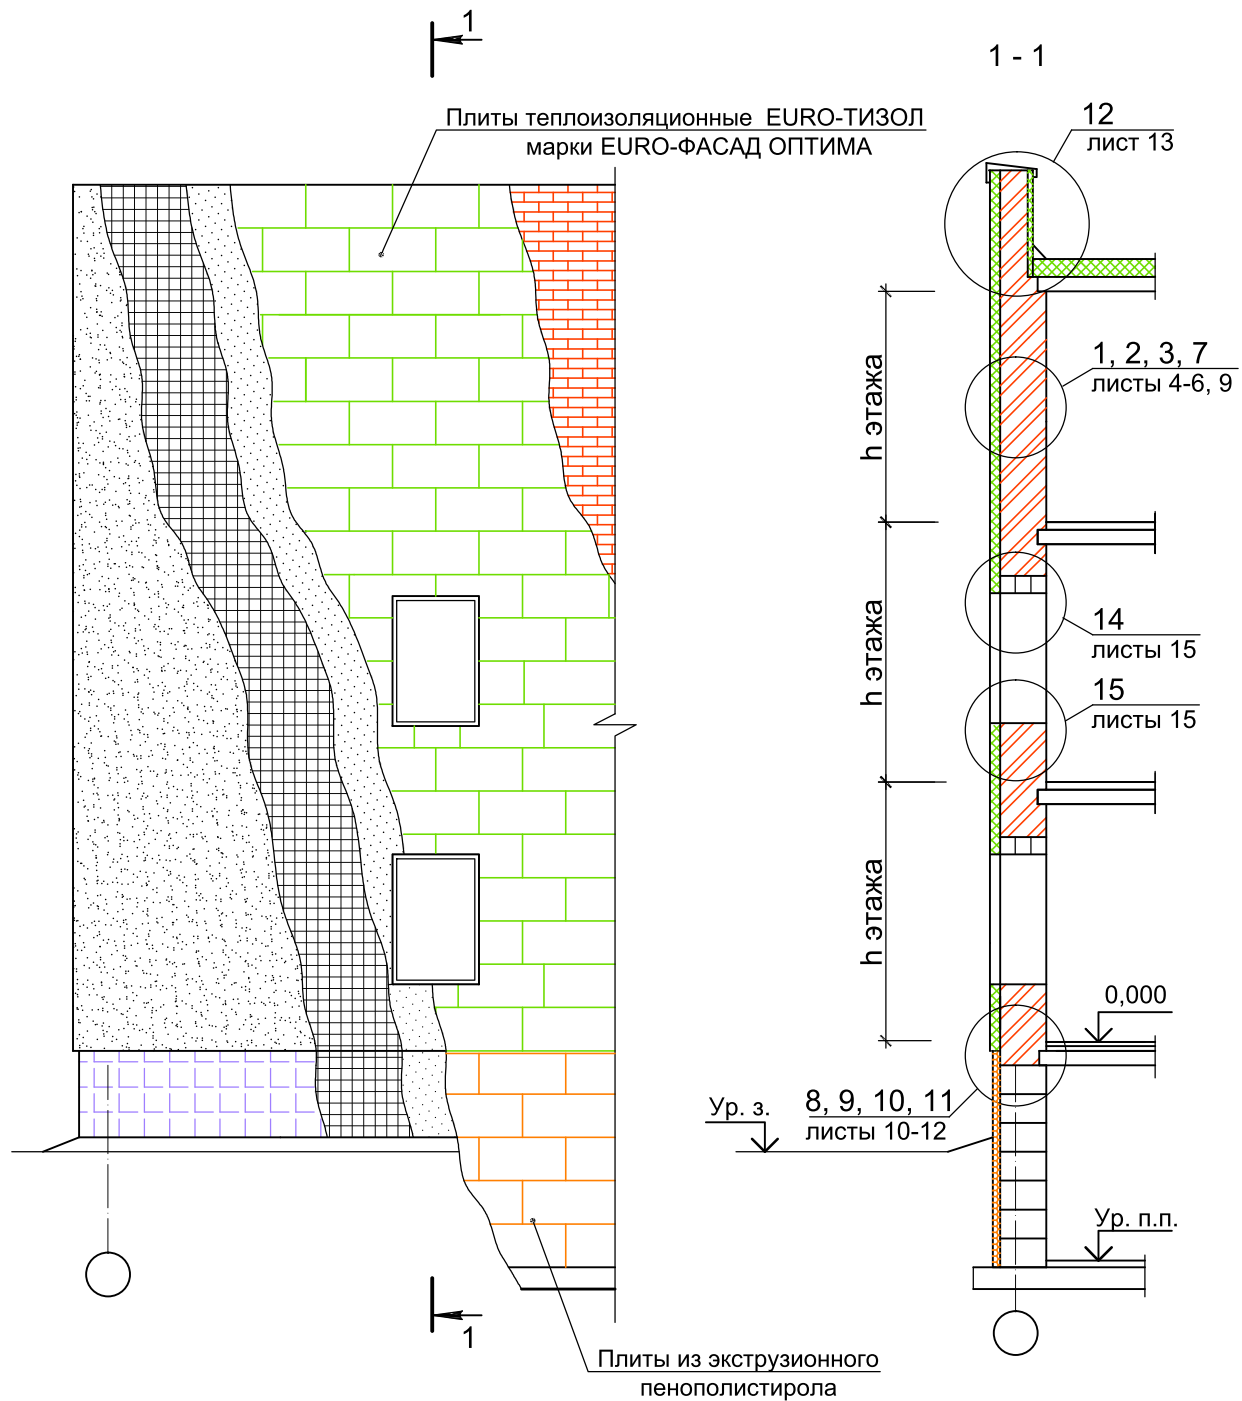 1
1 - 1
Плиты теплоизоляционные EURO-ТИЗОЛ
марки EURO-ФАСАД ОПТИМА
12
лист 13
1, 2, 3, 7
листы 4-6, 9
h этажа
14
листы 15
h этажа
15
листы 15
h этажа
0,000
Ур. з.
8, 9, 10, 11
листы 10-12
Ур. п.п.
1
Плиты из экструзионного
пенополистирола